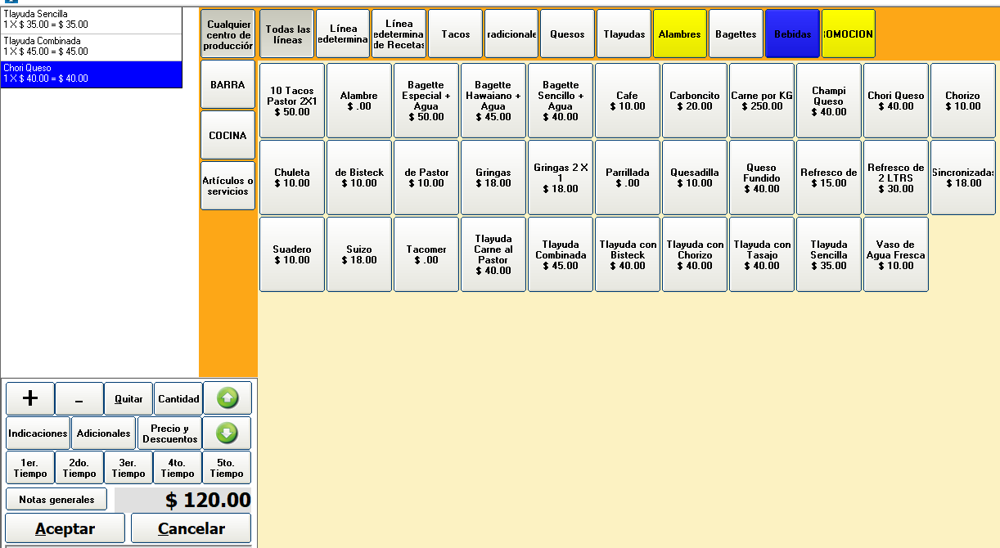 Tlayuda Sencilla
1 X $ 35.00 = $ 35.00
Tlayuda Combinada
1 X $ 45.00 = $ 45.00
Chori Queso
1 X $ 40.00 = $ 40.00
Cualquier
centro de
producción
BARRA
COCINA
Artículos o
servicios
Todas las
líneas
Línea
edetermina
Línea
edetermina
de Recetas
Tacos
radicionale
Quesos
Tlayudas
Alambres
Bagettes
Bebidas
ROMOCION
10 Tacos
Pastor 2X1
$ 50.00
Alambre
$ .00
Bagette
Especial +
Agua
$ 50.00
Bagette
Hawaiano +
Agua
$ 45.00
Bagette
Sencillo +
Agua
$ 40.00
Cafe
$ 10.00
Carboncito
$ 20.00
Carne por KG
$ 250.00
Champi
Queso
$ 40.00
Chori Queso
$ 40.00
Chorizo
$ 10.00
Chuleta
$ 10.00
de Bisteck
$ 10.00
de Pastor
$ 10.00
Gringas
$ 18.00
Gringas 2 X
1
$ 18.00
Parrillada
$ .00
Quesadilla
$ 10.00
Queso
Fundido
$ 40.00
Refresco de
$ 15.00
Refresco de
2 LTRS
$ 30.00
Sincronizadas
$ 18.00
Suadero
$ 10.00
Suizo
$ 18.00
Tacomer
$ .00
Tlayuda
Carne al
Pastor
$ 40.00
Tlayuda
Combinada
$ 45.00
Tlayuda con
Bisteck
$ 40.00
Tlayuda con
Chorizo
$ 40.00
Tlayuda con
Tasajo
$ 40.00
Tlayuda
Sencilla
$ 35.00
Vaso de
Agua Fresca
$ 10.00
+
-
Quitar
Cantidad
Indicaciones
Adicionales
Precio y
Descuentos
1er.
Tiempo
2do.
Tiempo
3er.
Tiempo
4to.
Tiempo
5to.
Tiempo
Notas generales
$ 120.00
Aceptar
Cancelar